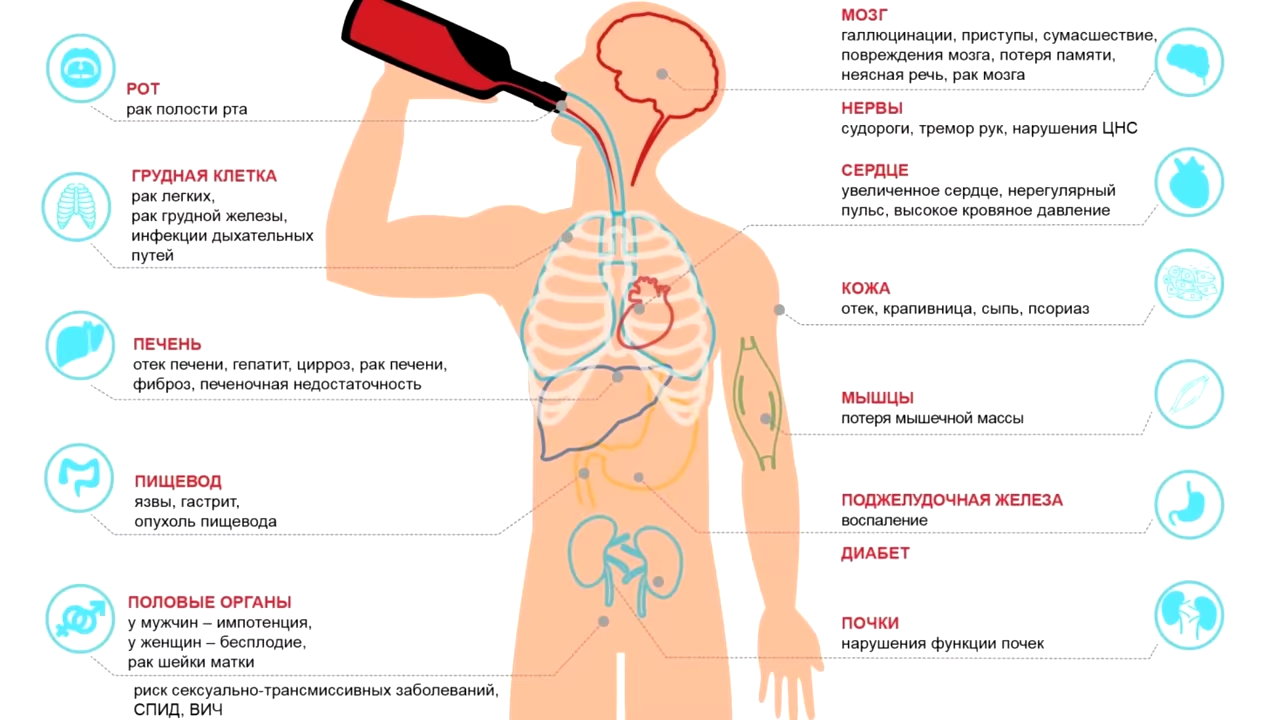 РОТ
рак полости рта
ГРУДНАЯ КЛЕТКА
рак легких,
рак грудной железы,
инфекции дыхательных
путей
ПЕЧЕНЬ
отек печени, гепатит, цирроз, рак печени,
фиброз, печеночная недостаточность
ПИЩЕВОД
язвы, гастрит,
опухоль пищевода
ПОЛОВЫЕ ОРГАНЫ
у мужчин – импотенция,
у женщин – бесплодие,
рак шейки матки
риск сексуально-трансмиссивных заболеваний,
СПИД, ВИЧ
МОЗГ
галлюцинации, приступы, сумасшествие,
повреждения мозга, потеря памяти,
неясная речь, рак мозга
НЕРВЫ
судороги, тремор рук, нарушения ЦНС
СЕРДЦЕ
увеличенное сердце, нерегулярный
пульс, высокое кровяное давление
КОЖА
отек, крапивница, сыпь, псориаз
МЫШЦЫ
потеря мышечной массы
ПОДЖЕЛУДОЧНАЯ ЖЕЛЕЗА
воспаление
ДИАБЕТ
ПОЧКИ
нарушения функции почек